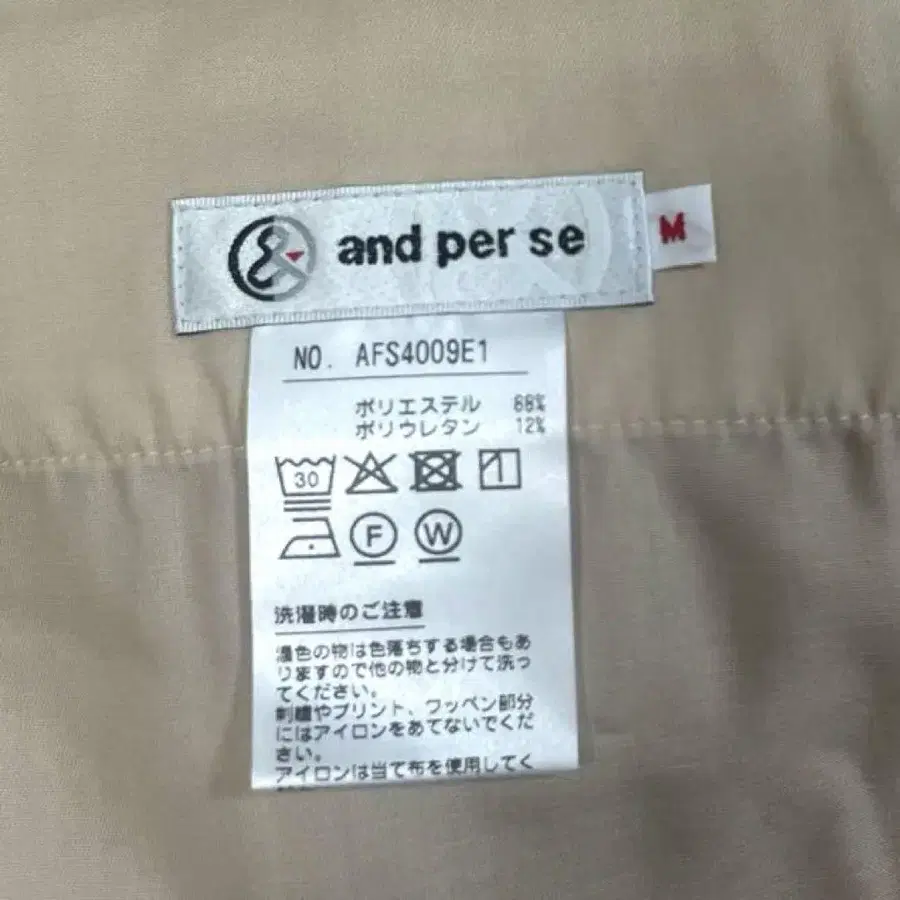 and per se
M
NO. AFS4009E1
ポリエステル 88%
ポリウレタン 12%
30
F W
洗濯時のご注意
濃色の物は色落ちする場合もあ
りますので他の物と分けて洗っ
てください。
刺繍やプリント、ワッペン部分
にはアイロンをあてないでくだ
さい。
アイロンは当て布を使用してく